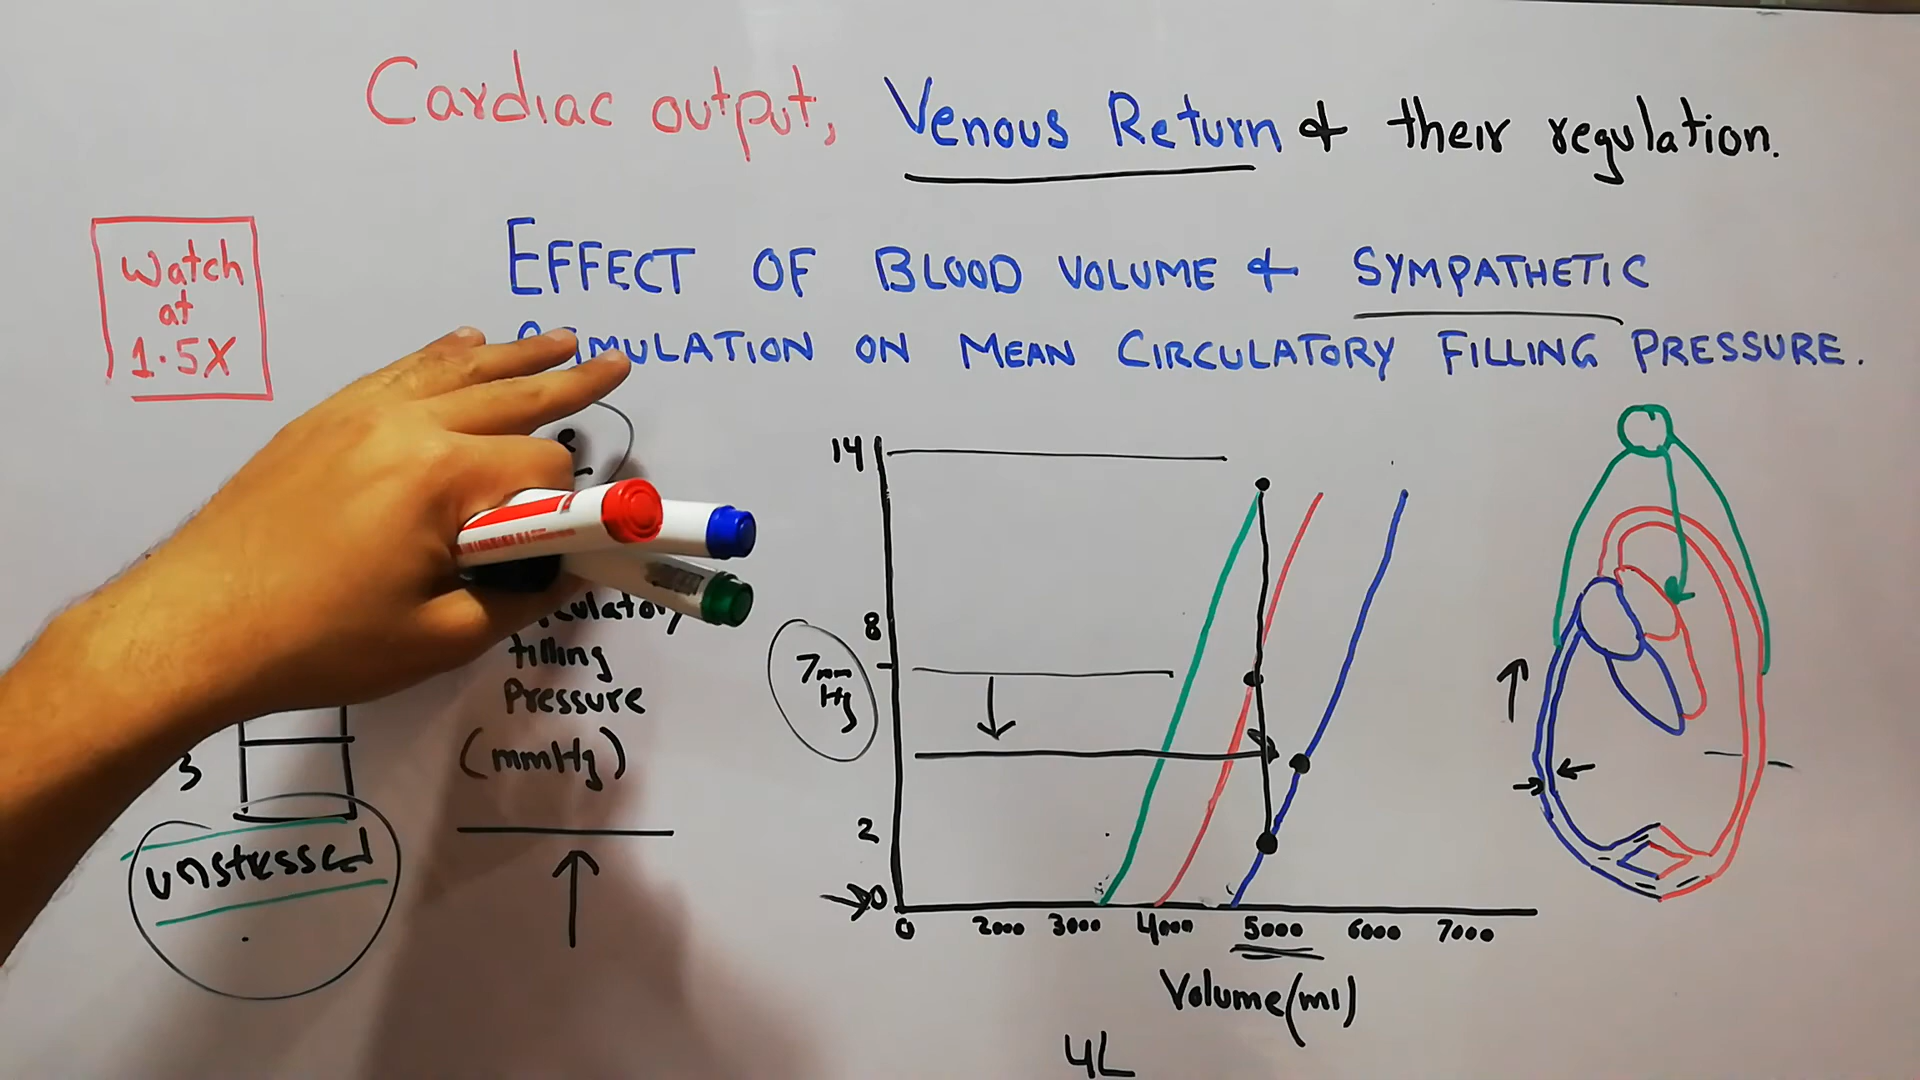 Cardiac output, Venous Return & their regulation.
Watch
at
1.5X
EFFECT OF BLOOD VOLUME & SYMPATHETIC
ON MEAN CIRCULATORY FILLING PRESSURE.
filling
Pressure
(mmHg)
3
unstressed
14
8
7mm
Hg
2
0
0 2000 3000 4000 5000 6000 7000
Volume(ml)
4L